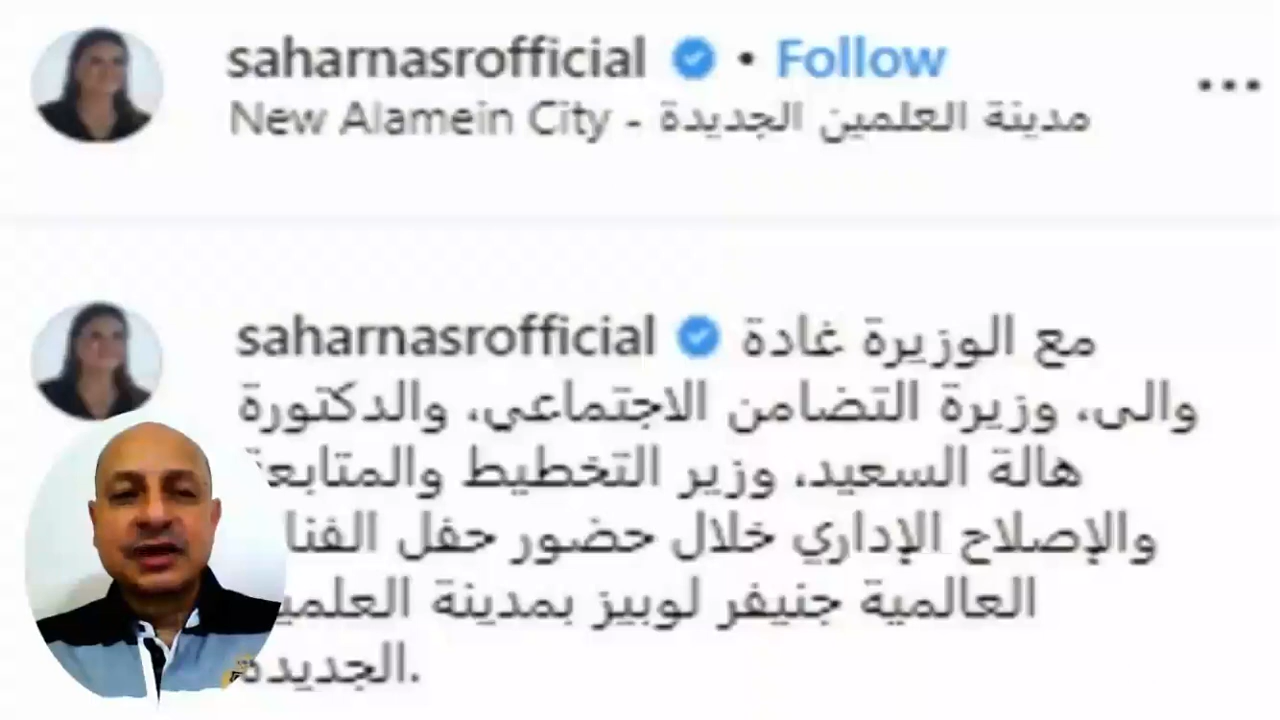 saharnasrofficial • Follow
New Alamein City - مدينة العلمين الجديدة
saharnasrofficial مع الوزيرة غادة
والى، وزيرة التضامن الاجتماعى، والدكتورة
هالة السعيد، وزير التخطيط والمتابعة
والإصلاح الإداري خلال حضور حفل
العالمية جنيفر لوبيز بمدينة
الجديدة.